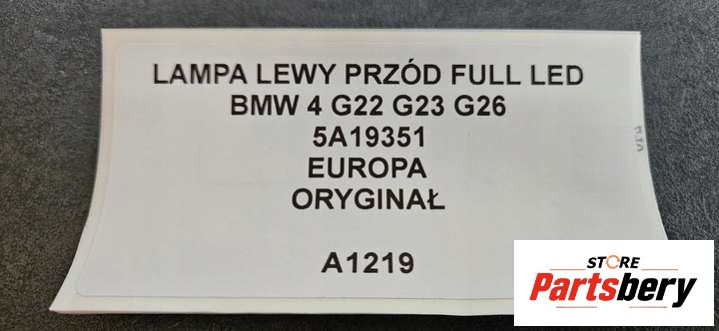 LAMPA LEWY PRZÓD FULL LED
BMW 4 G22 G23 G26
5A19351
EUROPA
ORYGINAŁ
A1219
STORE
Partsbery